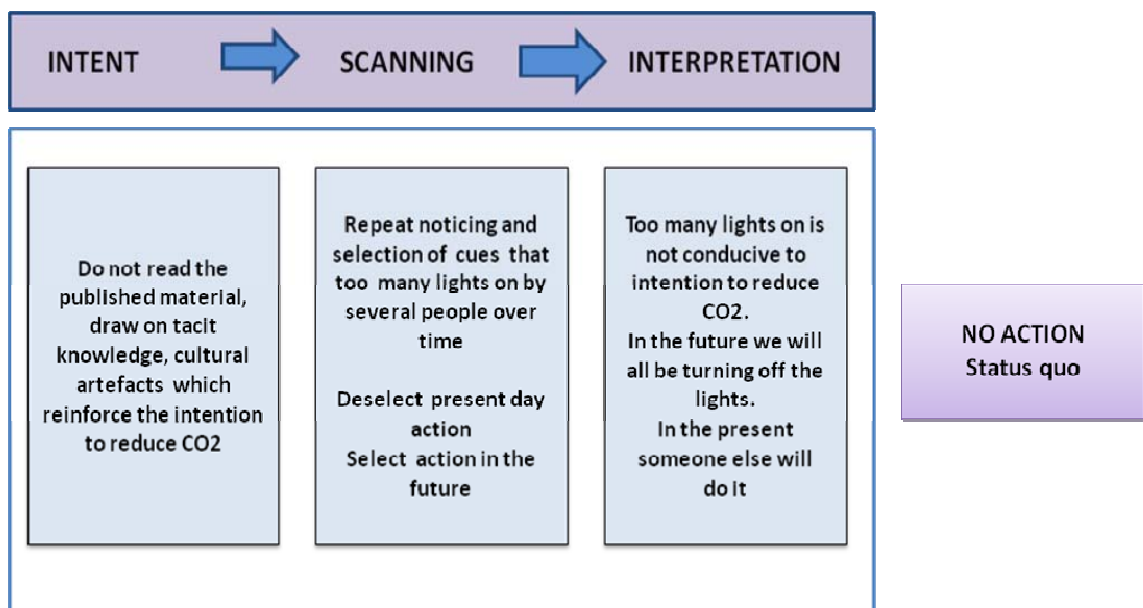 INTENT
SCANNING
INTERPRETATION
Do not read the
published material,
draw on tacit
knowledge, cultural
artefacts which
reinforce the intention
to reduce CO2
Repeat noticing and
selection of cues that
too many lights on by
several people over
time
Deselect present day
action
Select action in the
future
Too many lights on is
not conducive to
intention to reduce
CO2.
In the future we will
all be turning off the
lights.
In the present
someone else will
do it
NO ACTION
Status quo